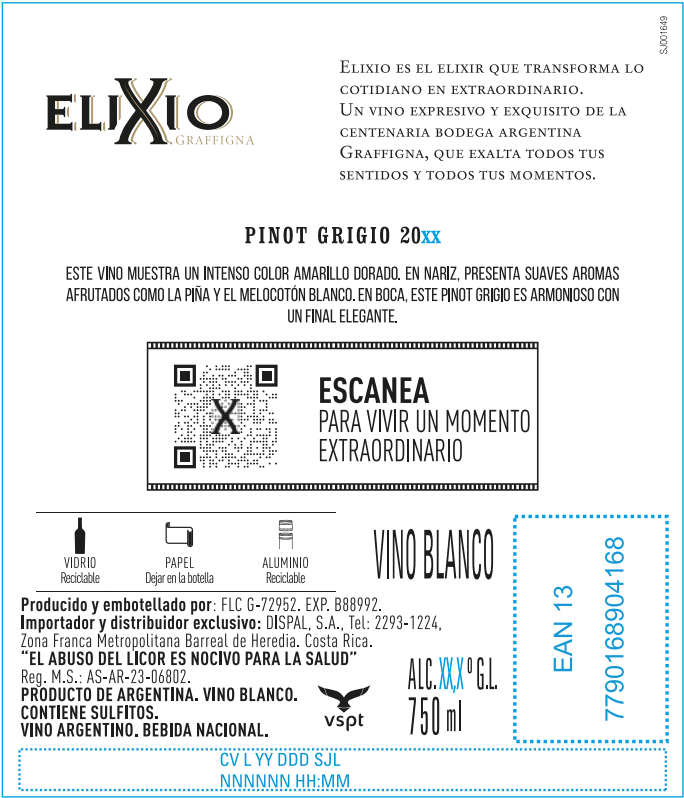 SJ001649
ELIXIO
GRAFFIGNA
Elixio es el elixir que transforma lo
cotidiano en extraordinario.
Un vino expresivo y exquisito de la
centenaria bodega argentina
Graffigna, que exalta todos tus
sentidos y todos tus momentos.
PINOT GRIGIO 20xx
ESTE VINO MUESTRA UN INTENSO COLOR AMARILLO DORADO. EN NARIZ, PRESENTA SUAVES AROMAS
AFRUTADOS COMO LA PIÑA Y EL MELOCOTÓN BLANCO. EN BOCA, ESTE PINOT GRIGIO ES ARMONIOSO CON
UN FINAL ELEGANTE.
X
ESCANEA
PARA VIVIR UN MOMENTO
EXTRAORDINARIO
VIDRIO
Reciclable
PAPEL
Dejar en la botella
ALUMINIO
Reciclable
VINO BLANCO
Producido y embotellado por: FLC G-72952. EXP. B88992.
Importador y distribuidor exclusivo: DISPAL, S.A., Tel: 2293-1224,
Zona Franca Metropolitana Barreal de Heredia. Costa Rica.
“EL ABUSO DEL LICOR ES NOCIVO PARA LA SALUD”
Reg. M.S.: AS-AR-23-06802.
PRODUCTO DE ARGENTINA. VINO BLANCO.
CONTIENE SULFITOS.
VINO ARGENTINO. BEBIDA NACIONAL.
vspt
ALC.XX,X° G.L.
750 ml
EAN 13
7790168904168
CV L YY DDD SJL
NNNNNN HH:MM